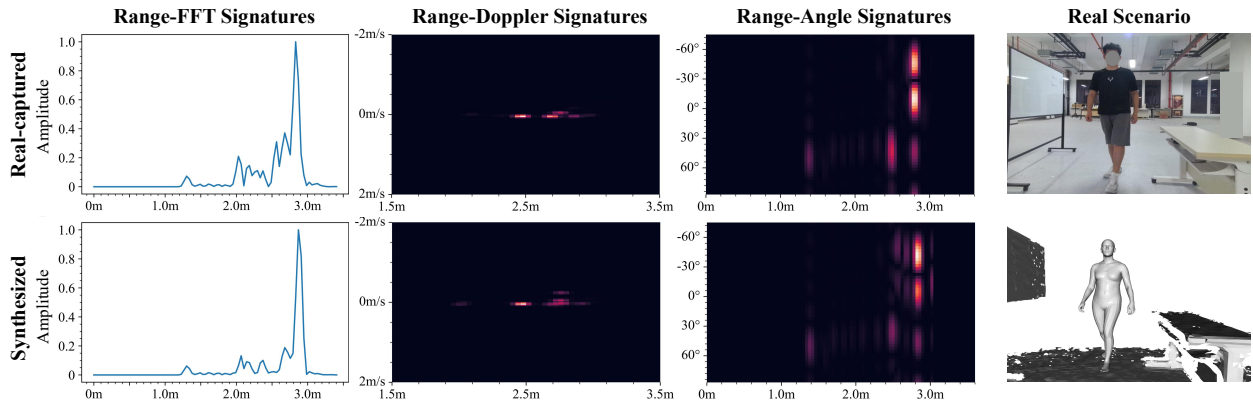 Range-FFT Signatures
Range-Doppler Signatures
Range-Angle Signatures
Real Scenario
Real-captured
Amplitude
1.0
0.8
0.6
0.4
0.2
0
0m
1.0m
2.0m
3.0m
-2m/s
0m/s
2m/s
1.5m
2.5m
3.5m
-60°
-30°
0°
30°
60°
0m
1.0m
2.0m
3.0m
Synthesized
Amplitude
1.0
0.8
0.6
0.4
0.2
0
0m
1.0m
2.0m
3.0m
-2m/s
0m/s
2m/s
1.5m
2.5m
3.5m
-60°
-30°
0°
30°
60°
0m
1.0m
2.0m
3.0m